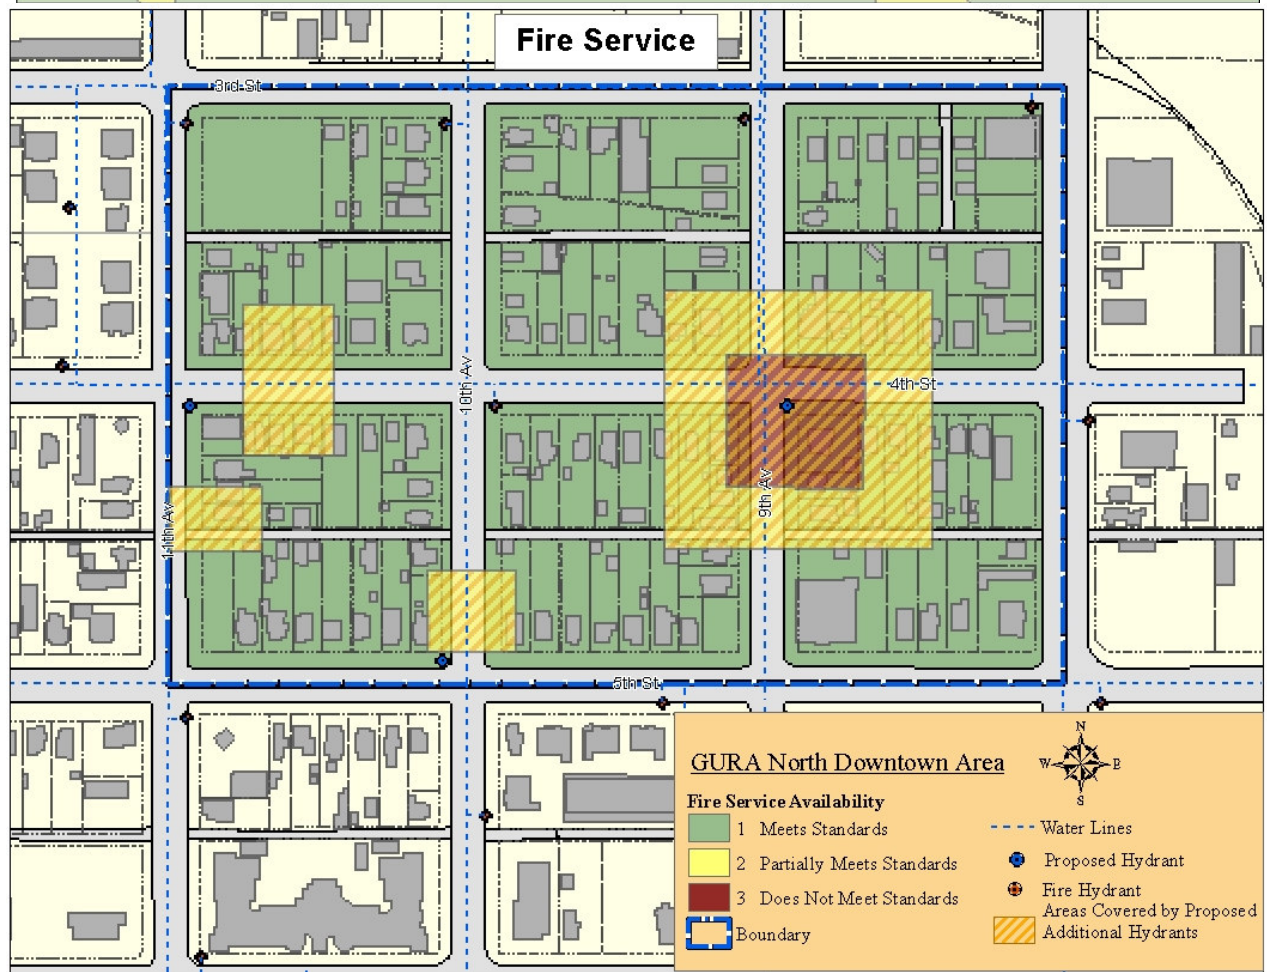 Fire Service
3rd St
10th Av
4th St
9th Av
11th Av
5th St
GURA North Downtown Area
N
W
E
S
Fire Service Availability
1 Meets Standards
2 Partially Meets Standards
3 Does Not Meet Standards
Boundary
Water Lines
Proposed Hydrant
Fire Hydrant
Areas Covered by Proposed
Additional Hydrants